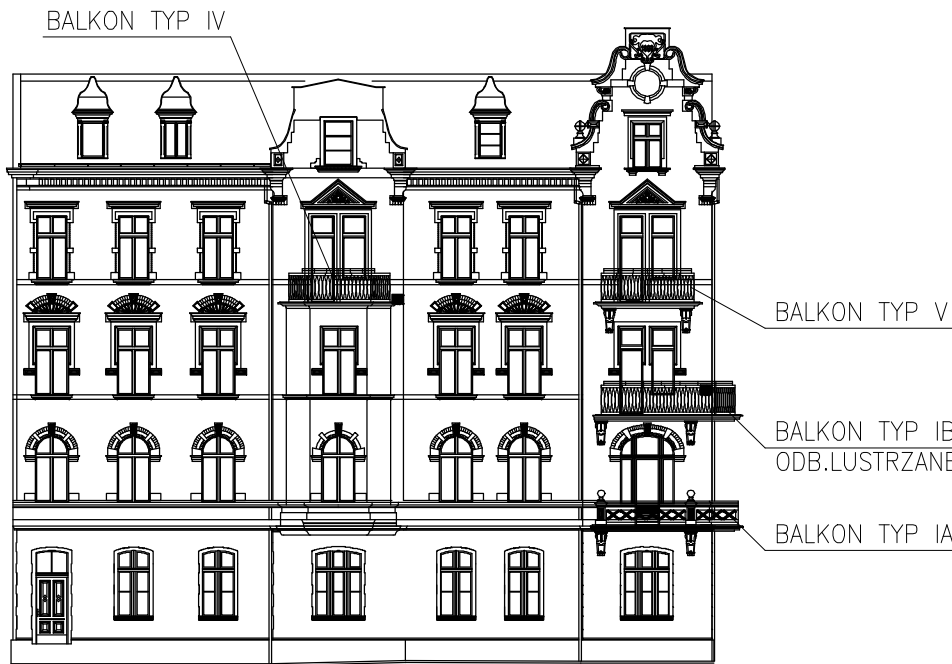 BALKON TYP IV
BALKON TYP V
BALKON TYP IB
ODB.LUSTRZANE
BALKON TYP IA